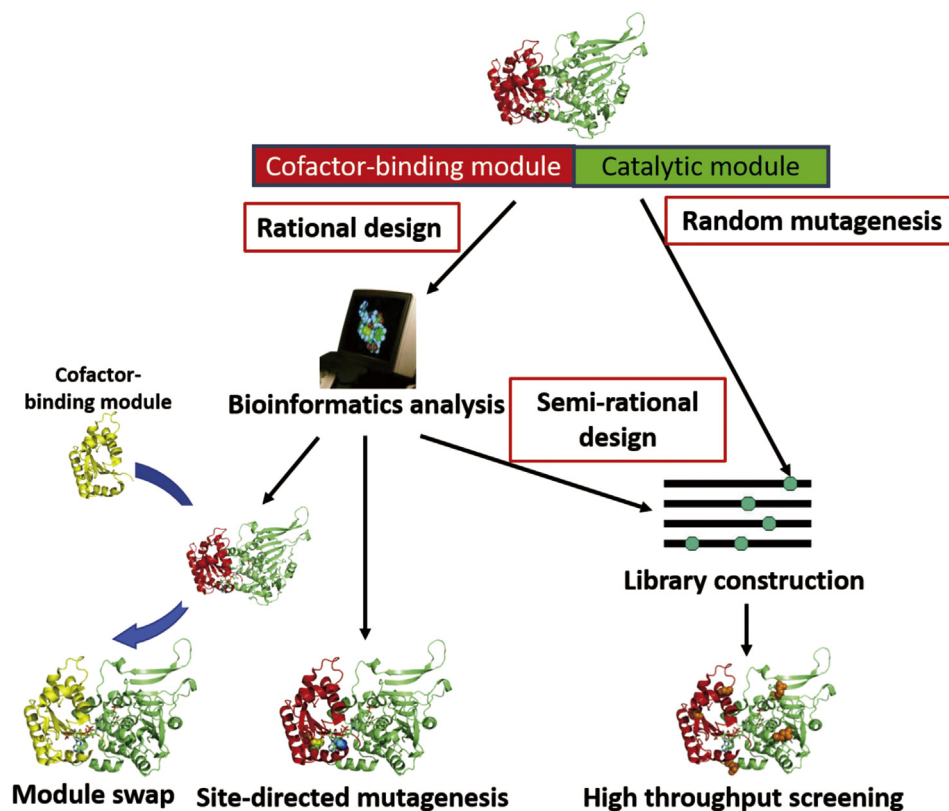 Cofactor-binding module
Catalytic module
Rational design
Random mutagenesis
Cofactor-
binding module
Bioinformatics analysis
Semi-rational
design
Library construction
Module swap
Site-directed mutagenesis
High throughput screening